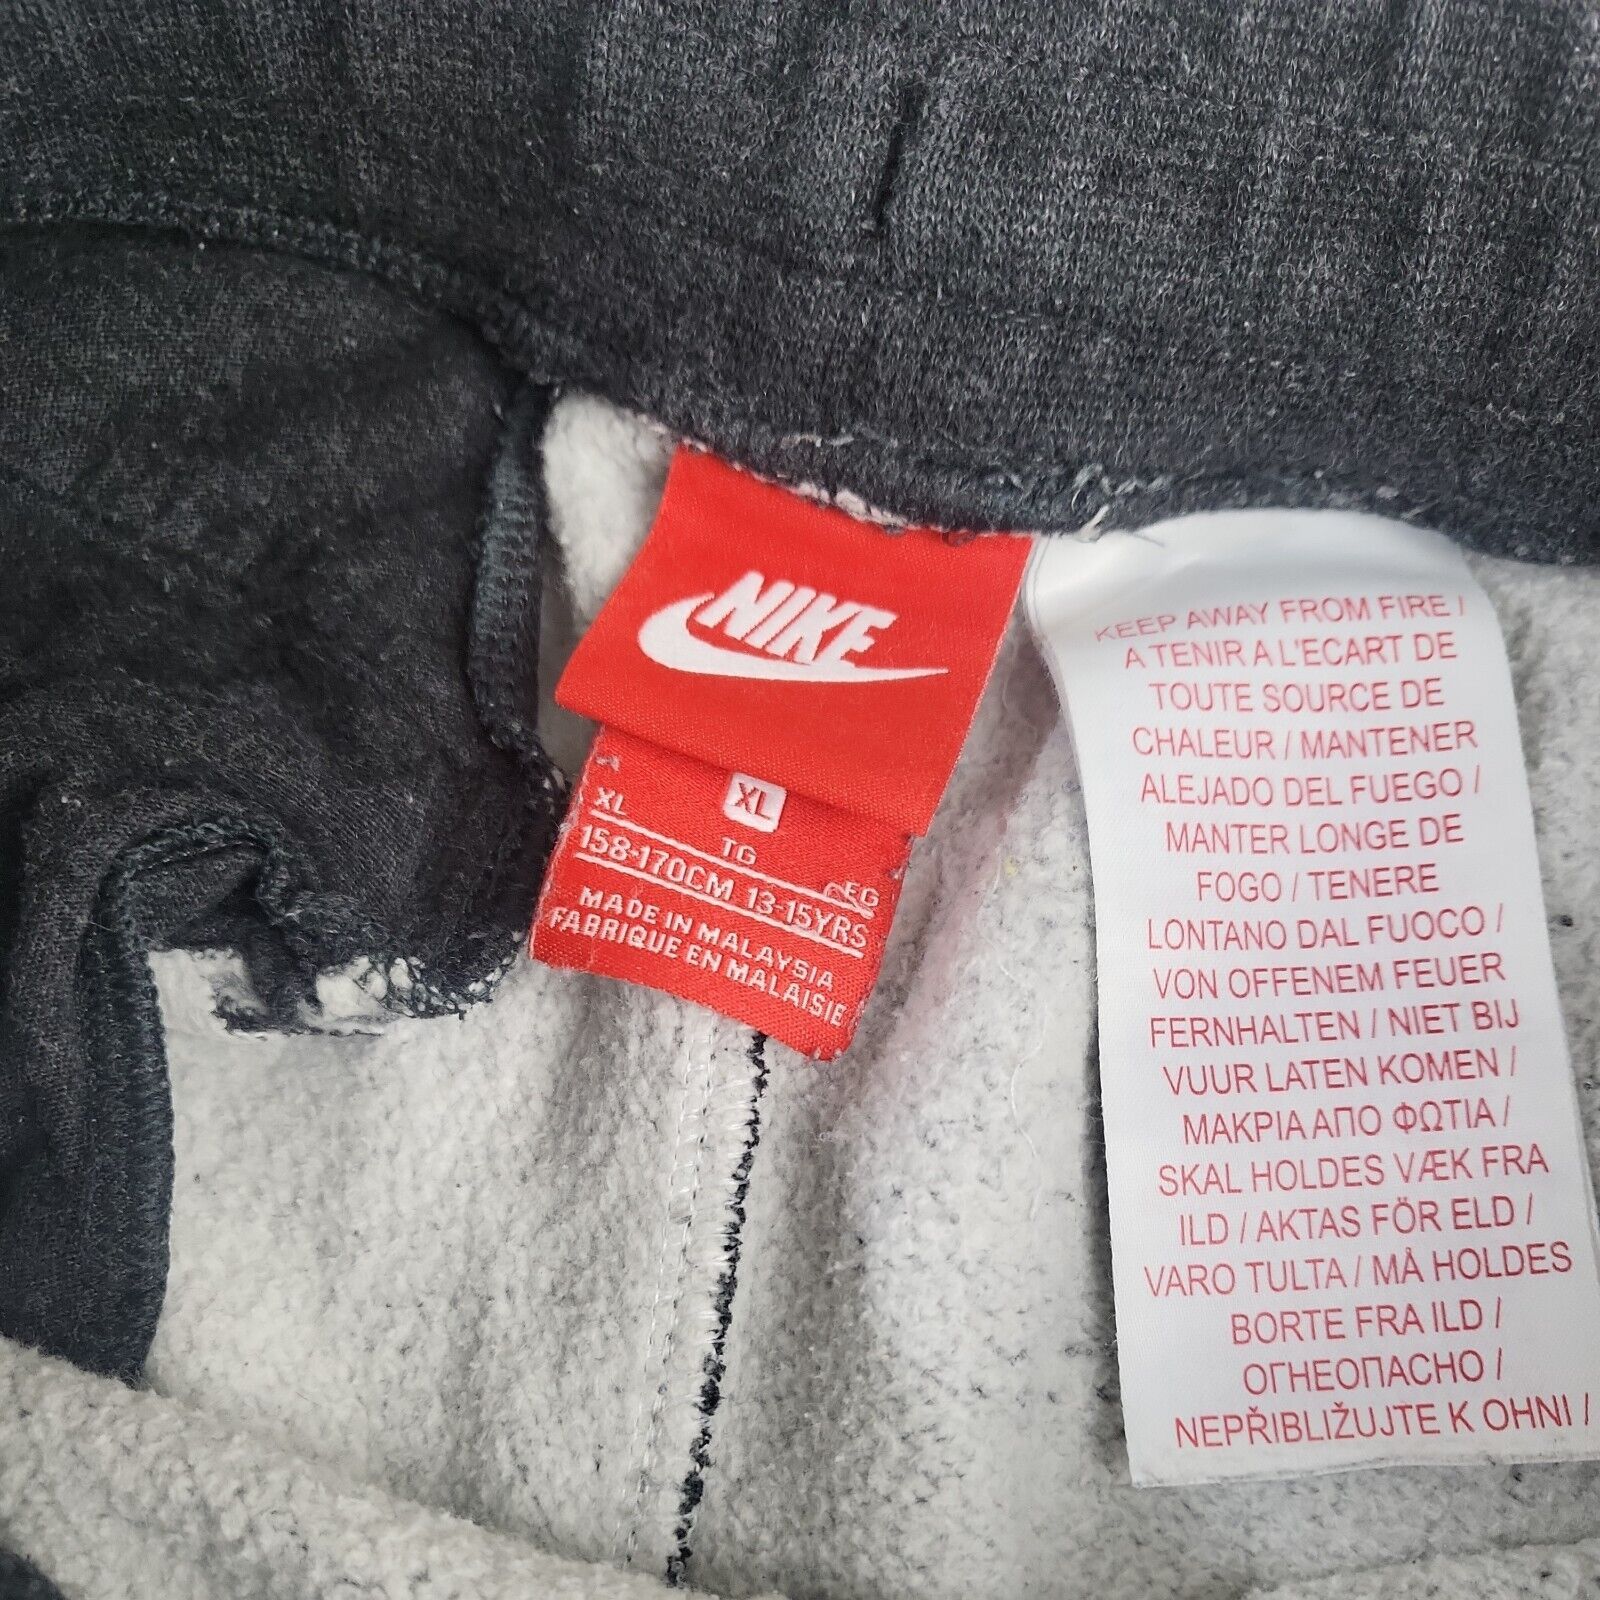 NIKE
XL
XL
TG
EG
158-170CM 13-15YRS
MADE IN MALAYSIA
FABRIQUE EN MALAISIE
KEEP AWAY FROM FIRE /
A TENIR A L'ECART DE
TOUTE SOURCE DE
CHALEUR / MANTENER
ALEJADO DEL FUEGO /
MANTER LONGE DE
FOGO / TENERE
LONTANO DAL FUOCO /
VON OFFENEM FEUER
FERNHALTEN / NIET BIJ
VUUR LATEN KOMEN /
ΜΑΚΡΙΑ ΑΠΟ ΦΩΤΙΑ /
SKAL HOLDES VÆK FRA
ILD / AKTAS FÖR ELD /
VARO TULTA / MÅ HOLDES
BORTE FRA ILD /
ОГНЕОПАСНО /
NEPŘIBLIŽUJTE K OHNI /